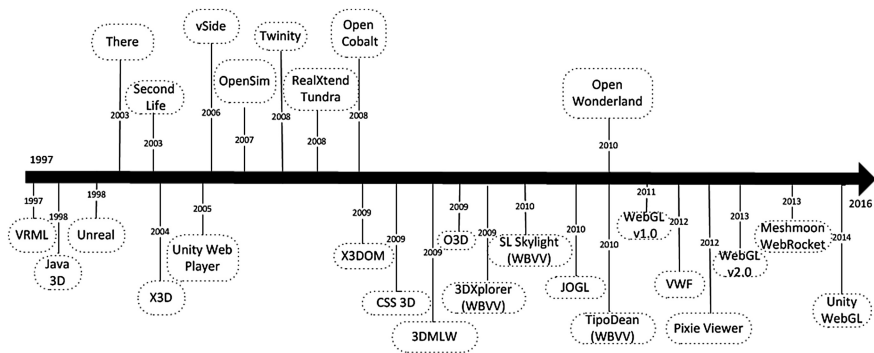 There
2003
Second
Life
2003
vSide
2006
OpenSim
2007
Twinity
2008
RealXtend
Tundra
2008
Open
Cobalt
2008
Open
Wonderland
2010
1997
2016
1997
VRML
1998
Java
3D
1998
Unreal
2004
X3D
2005
Unity Web
Player
2009
X3DOM
2009
CSS 3D
2009
3DMLW
2009
O3D
2009
3DXplorer
(WBVV)
2010
SL Skylight
(WBVV)
2010
JOGL
2010
TipoDean
(WBVV)
2011
WebGL
v1.0
2012
VWF
2012
Pixie Viewer
2013
WebGL
v2.0
2013
Meshmoon
WebRocket
2014
Unity
WebGL